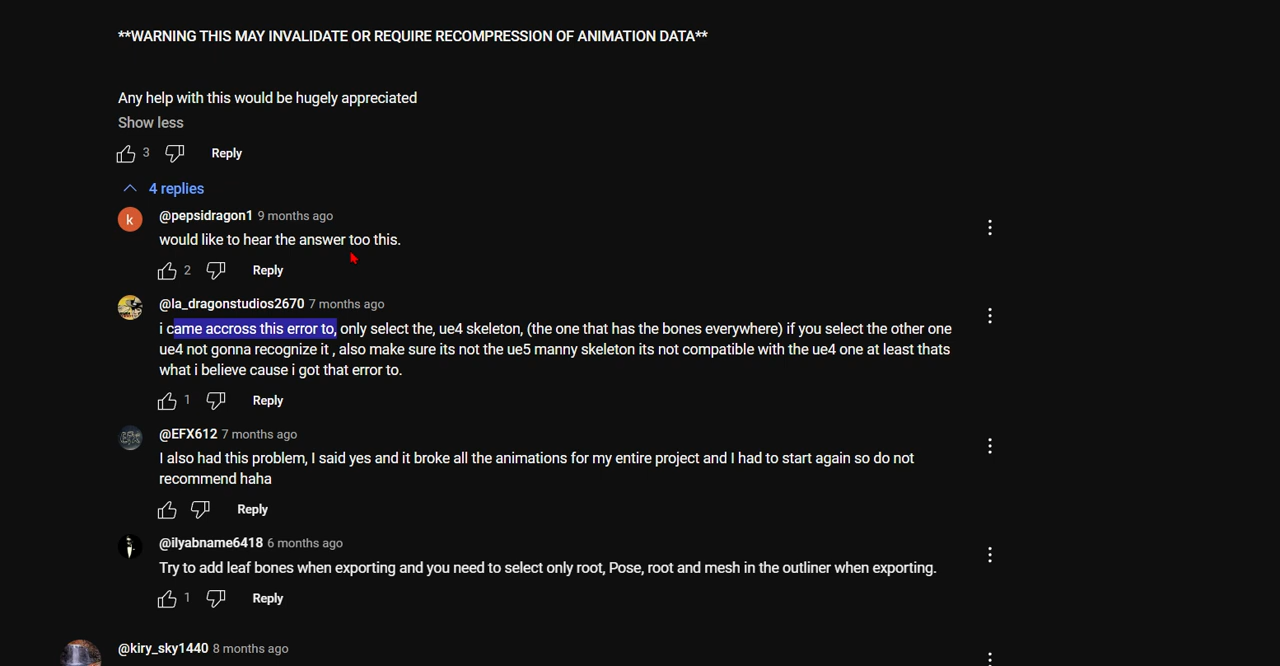 **WARNING THIS MAY INVALIDATE OR REQUIRE RECOMPRESSION OF ANIMATION DATA**
Any help with this would be hugely appreciated
Show less
3 Reply
4 replies
k @pepsidragon1 9 months ago
would like to hear the answer too this.
2 Reply
@la_dragonstudios2670 7 months ago
i came accross this error to, only select the, ue4 skeleton, (the one that has the bones everywhere) if you select the other one
ue4 not gonna recognize it , also make sure its not the ue5 manny skeleton its not compatible with the ue4 one at least thats
what i believe cause i got that error to.
1 Reply
@EFX612 7 months ago
I also had this problem, I said yes and it broke all the animations for my entire project and I had to start again so do not
recommend haha
Reply
@ilyabname6418 6 months ago
Try to add leaf bones when exporting and you need to select only root, Pose, root and mesh in the outliner when exporting.
1 Reply
@kiry_sky1440 8 months ago